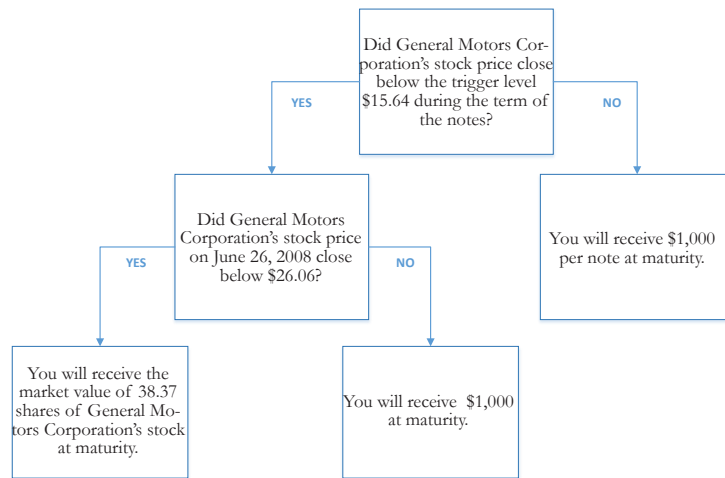 Did General Motors Cor-
poration's stock price close
below the trigger level
$15.64 during the term of
the notes?
YES
NO
Did General Motors
Corporation's stock price
on June 26, 2008 close
below $26.06?
You will receive $1,000
per note at maturity.
YES
NO
You will receive the
market value of 38.37
shares of General Mo-
tors Corporation's stock
at maturity.
You will receive $1,000
at maturity.